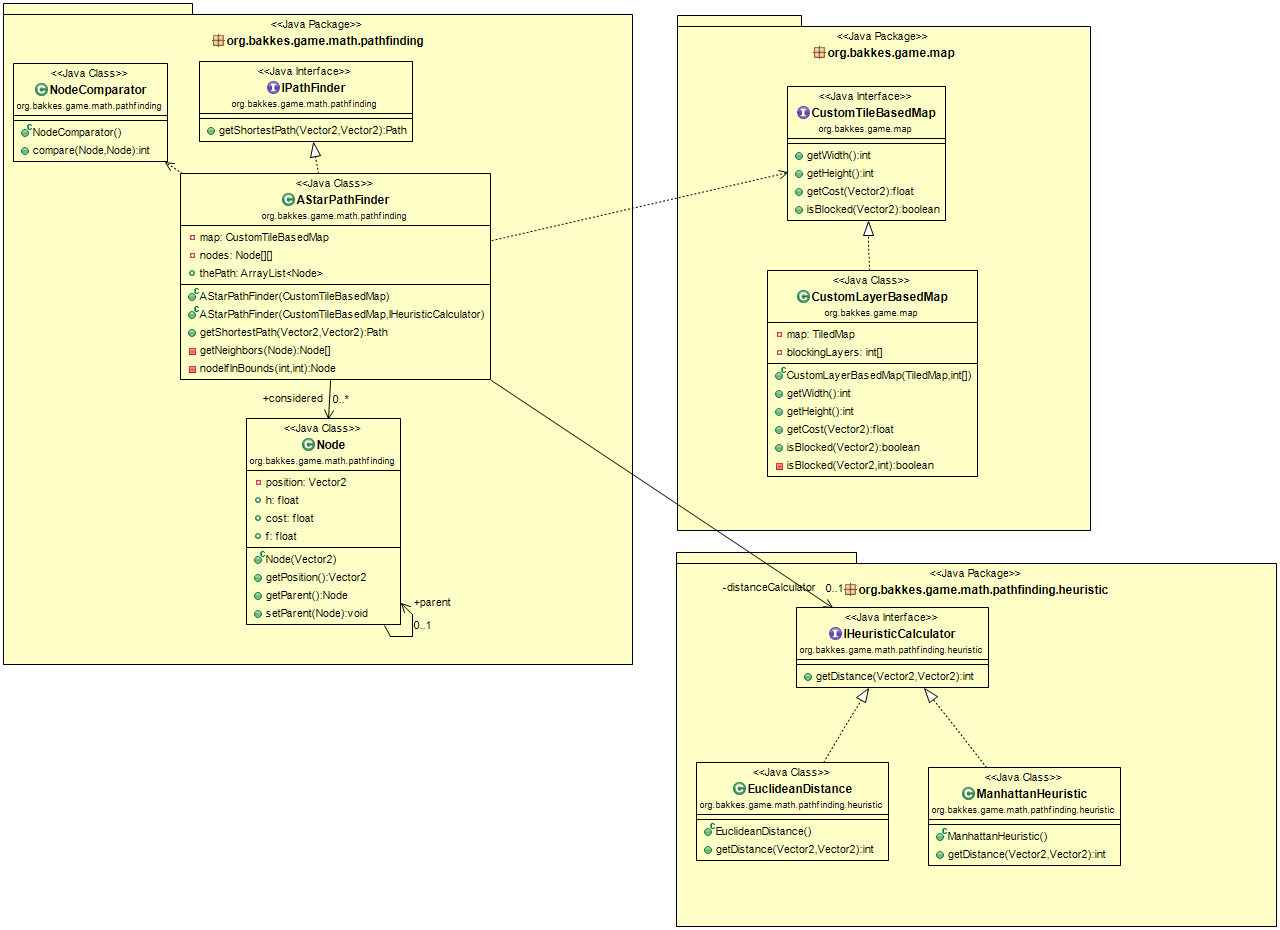 <<Java Package>>
org.bakkes.game.math.pathfinding
<<Java Class>>
NodeComparator
org.bakkes.game.math.pathfinding
NodeComparator()
compare(Node,Node):int
<<Java Interface>>
IPathFinder
org.bakkes.game.math.pathfinding
getShortestPath(Vector2,Vector2):Path
<<Java Class>>
AStarPathFinder
org.bakkes.game.math.pathfinding
map: CustomTileBasedMap
nodes: Node[][]
thePath: ArrayList<Node>
AStarPathFinder(CustomTileBasedMap)
AStarPathFinder(CustomTileBasedMap,IHeuristicCalculator)
getShortestPath(Vector2,Vector2):Path
getNeighbors(Node):Node[]
nodeIfInBounds(int,int):Node
+considered 0..*
<<Java Class>>
Node
org.bakkes.game.math.pathfinding
position: Vector2
h: float
cost: float
f: float
Node(Vector2)
getPosition():Vector2
getParent():Node
setParent(Node):void
+parent
0..1
<<Java Package>>
org.bakkes.game.map
<<Java Interface>>
CustomTileBasedMap
org.bakkes.game.map
getWidth():int
getHeight():int
getCost(Vector2):float
isBlocked(Vector2):boolean
<<Java Class>>
CustomLayerBasedMap
org.bakkes.game.map
map: TiledMap
blockingLayers: int[]
CustomLayerBasedMap(TiledMap,int[])
getWidth():int
getHeight():int
getCost(Vector2):float
isBlocked(Vector2):boolean
isBlocked(Vector2,int):boolean
<<Java Package>>
org.bakkes.game.math.pathfinding.heuristic
-distanceCalculator 0..1
<<Java Interface>>
IHeuristicCalculator
org.bakkes.game.math.pathfinding.heuristic
getDistance(Vector2,Vector2):int
<<Java Class>>
EuclideanDistance
org.bakkes.game.math.pathfinding.heuristic
EuclideanDistance()
getDistance(Vector2,Vector2):int
<<Java Class>>
ManhattanHeuristic
org.bakkes.game.math.pathfinding.heuristic
ManhattanHeuristic()
getDistance(Vector2,Vector2):int